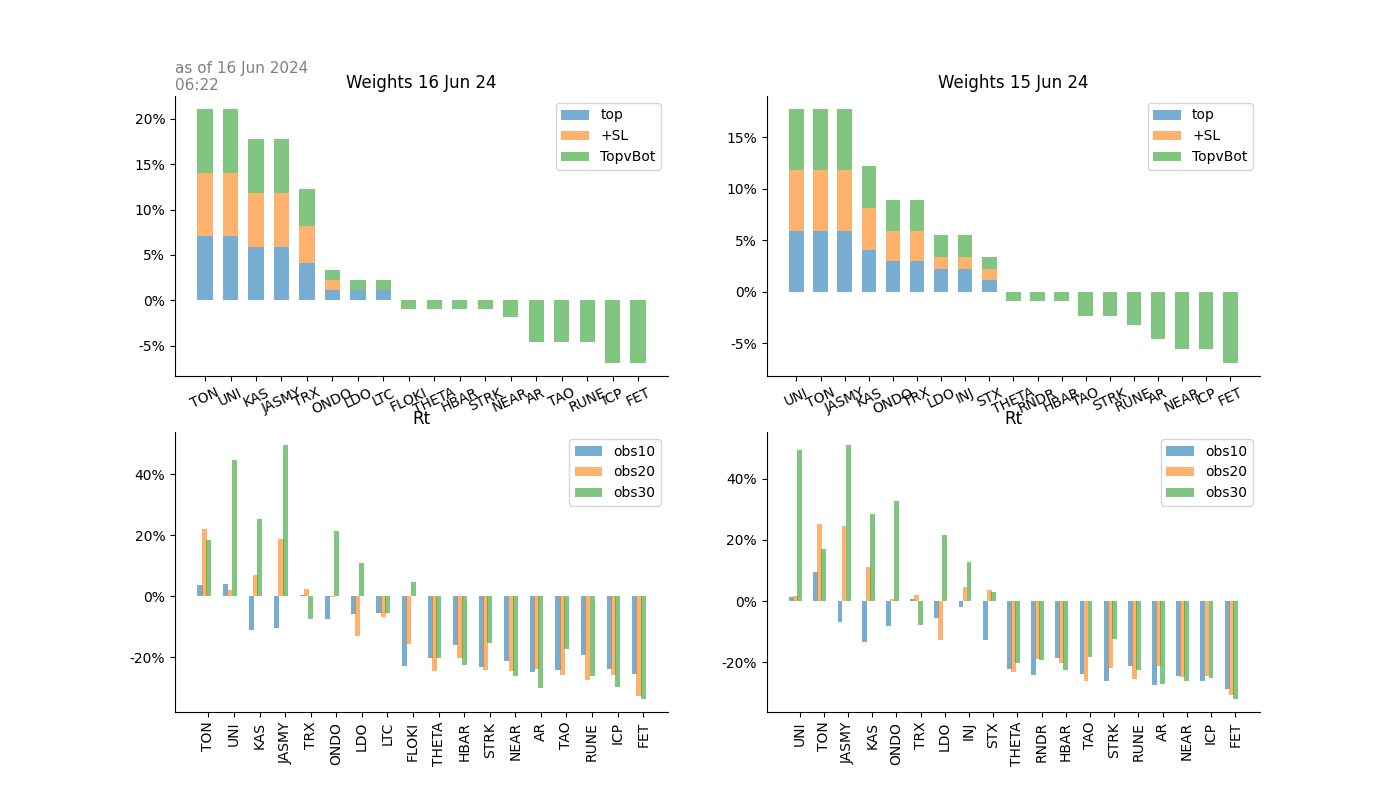 as of 16 Jun 2024
06:22
Weights 16 Jun 24
20%
15%
10%
5%
0%
-5%
top
+SL
TopvBot
TON UNI KAS JASMY TRX ONDO LDO LTC FLOKI THETA HBAR STRK NEAR AR TAO RUNE ICP FET
Weights 15 Jun 24
15%
10%
5%
0%
-5%
top
+SL
TopvBot
UNI TON JASMY KAS ONDO TRX LDO INJ STX THETA RNDR HBAR TAO STRK RUNE AR NEAR ICP FET
Rt
40%
20%
0%
-20%
obs10
obs20
obs30
TON UNI KAS JASMY TRX ONDO LDO LTC FLOKI THETA HBAR STRK NEAR AR TAO RUNE ICP FET
Rt
40%
20%
0%
-20%
obs10
obs20
obs30
UNI TON JASMY KAS ONDO TRX LDO INJ STX THETA RNDR HBAR TAO STRK RUNE AR NEAR ICP FET